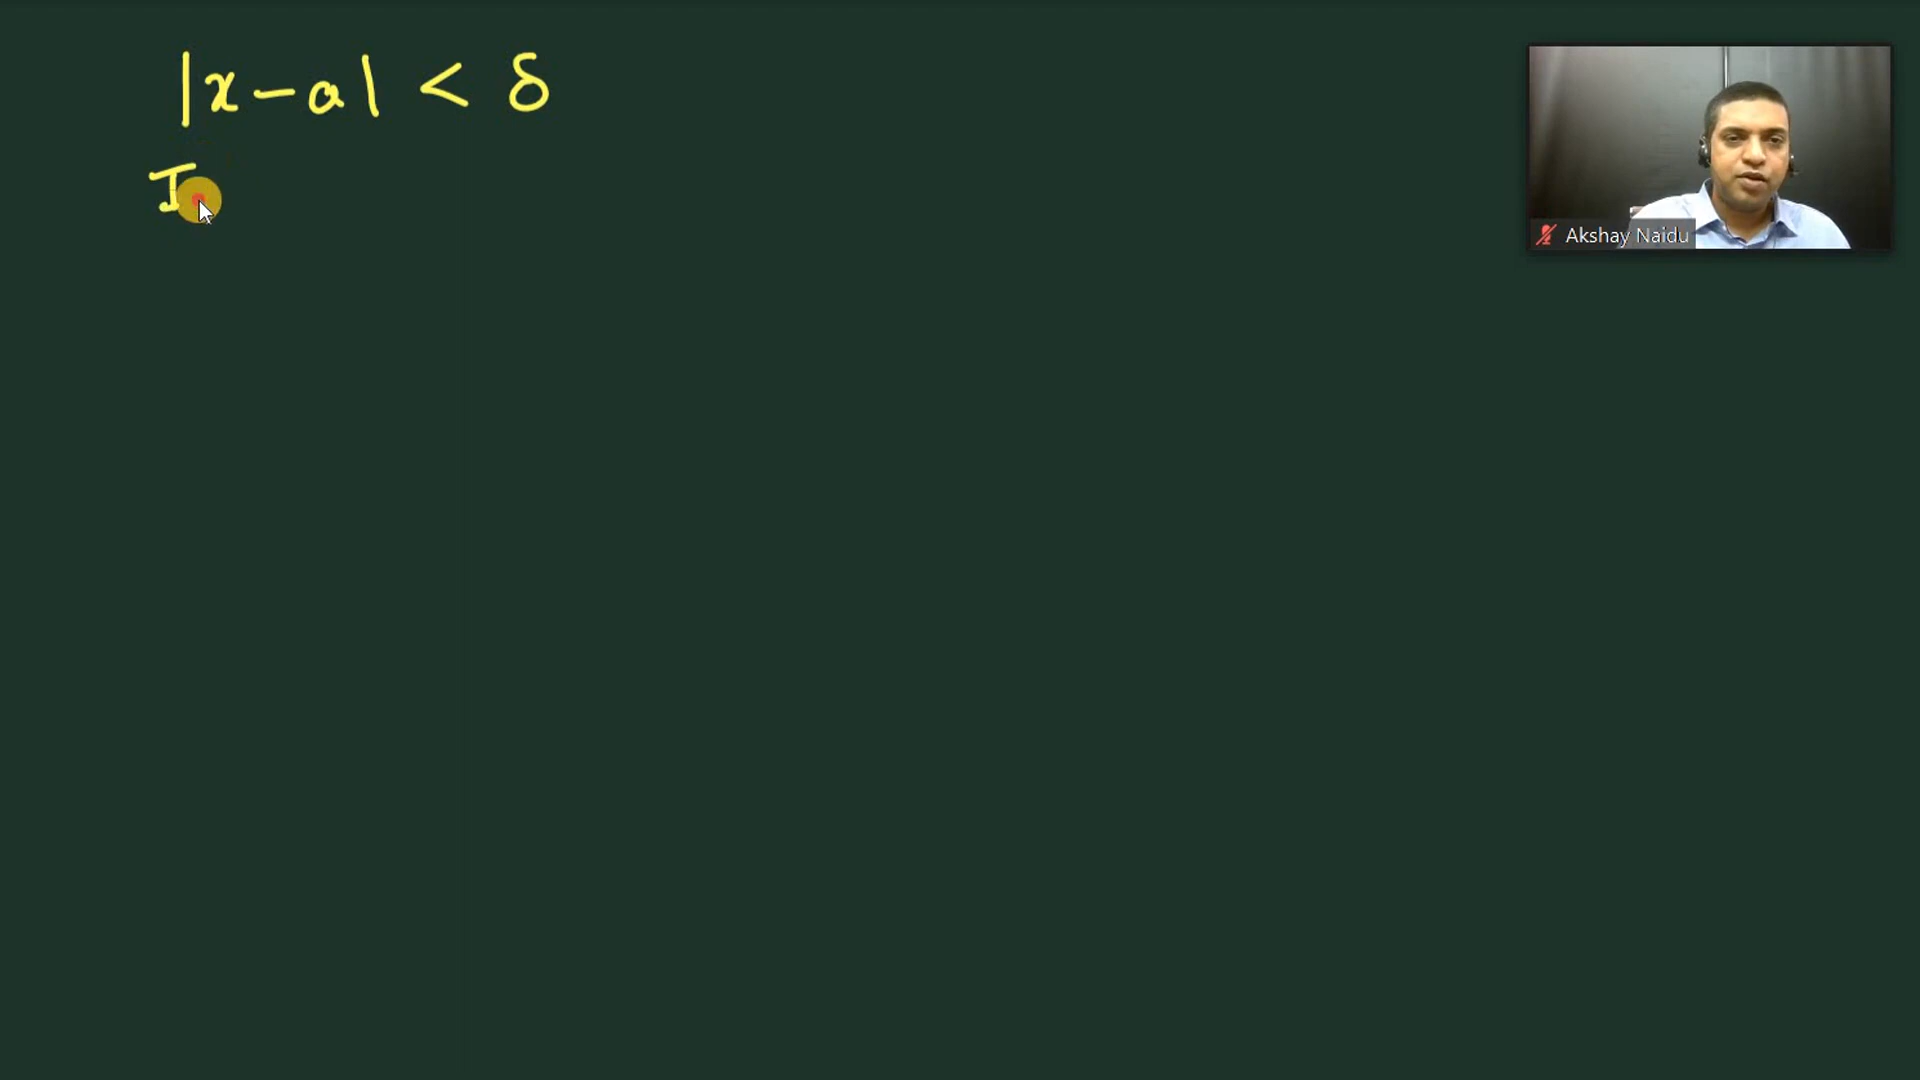 |x-a| < δ
I
Akshay Naidu